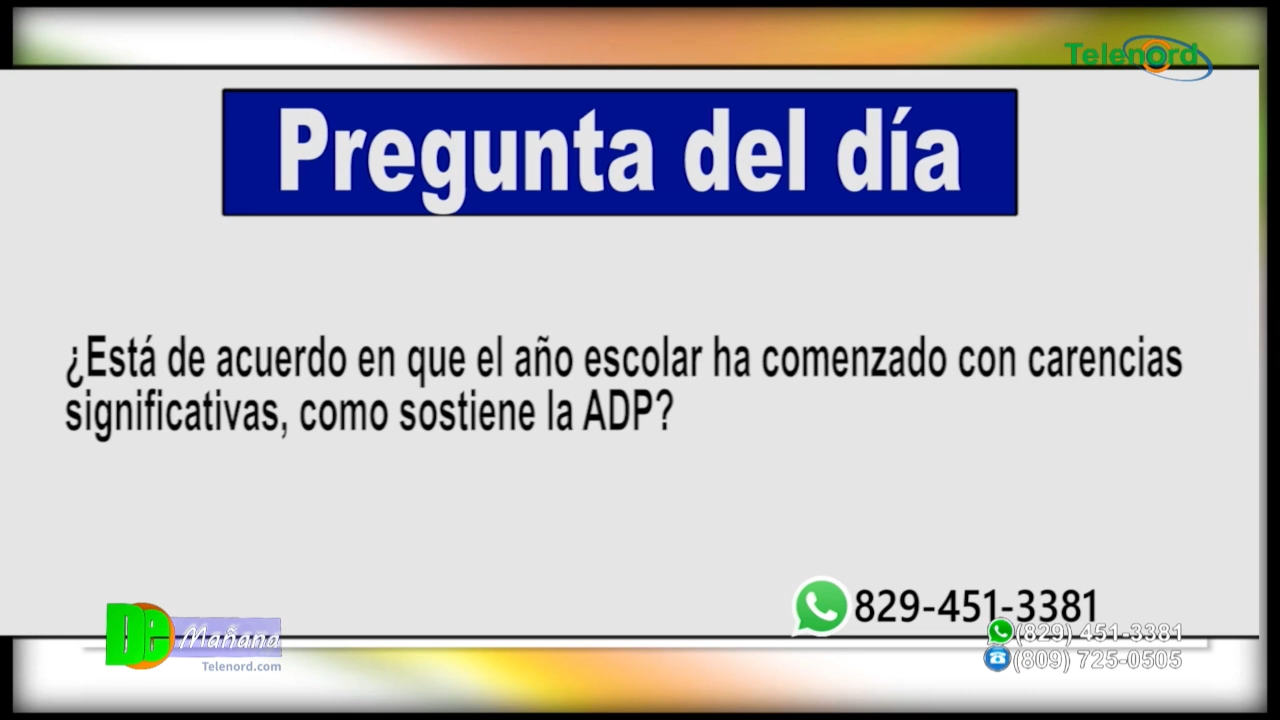 Telenord
Pregunta del día
¿Está de acuerdo en que el año escolar ha comenzado con carencias
significativas, como sostiene la ADP?
829-451-3381
(829) 451-3381
(809) 725-0505
De Mañana
Telenord.com